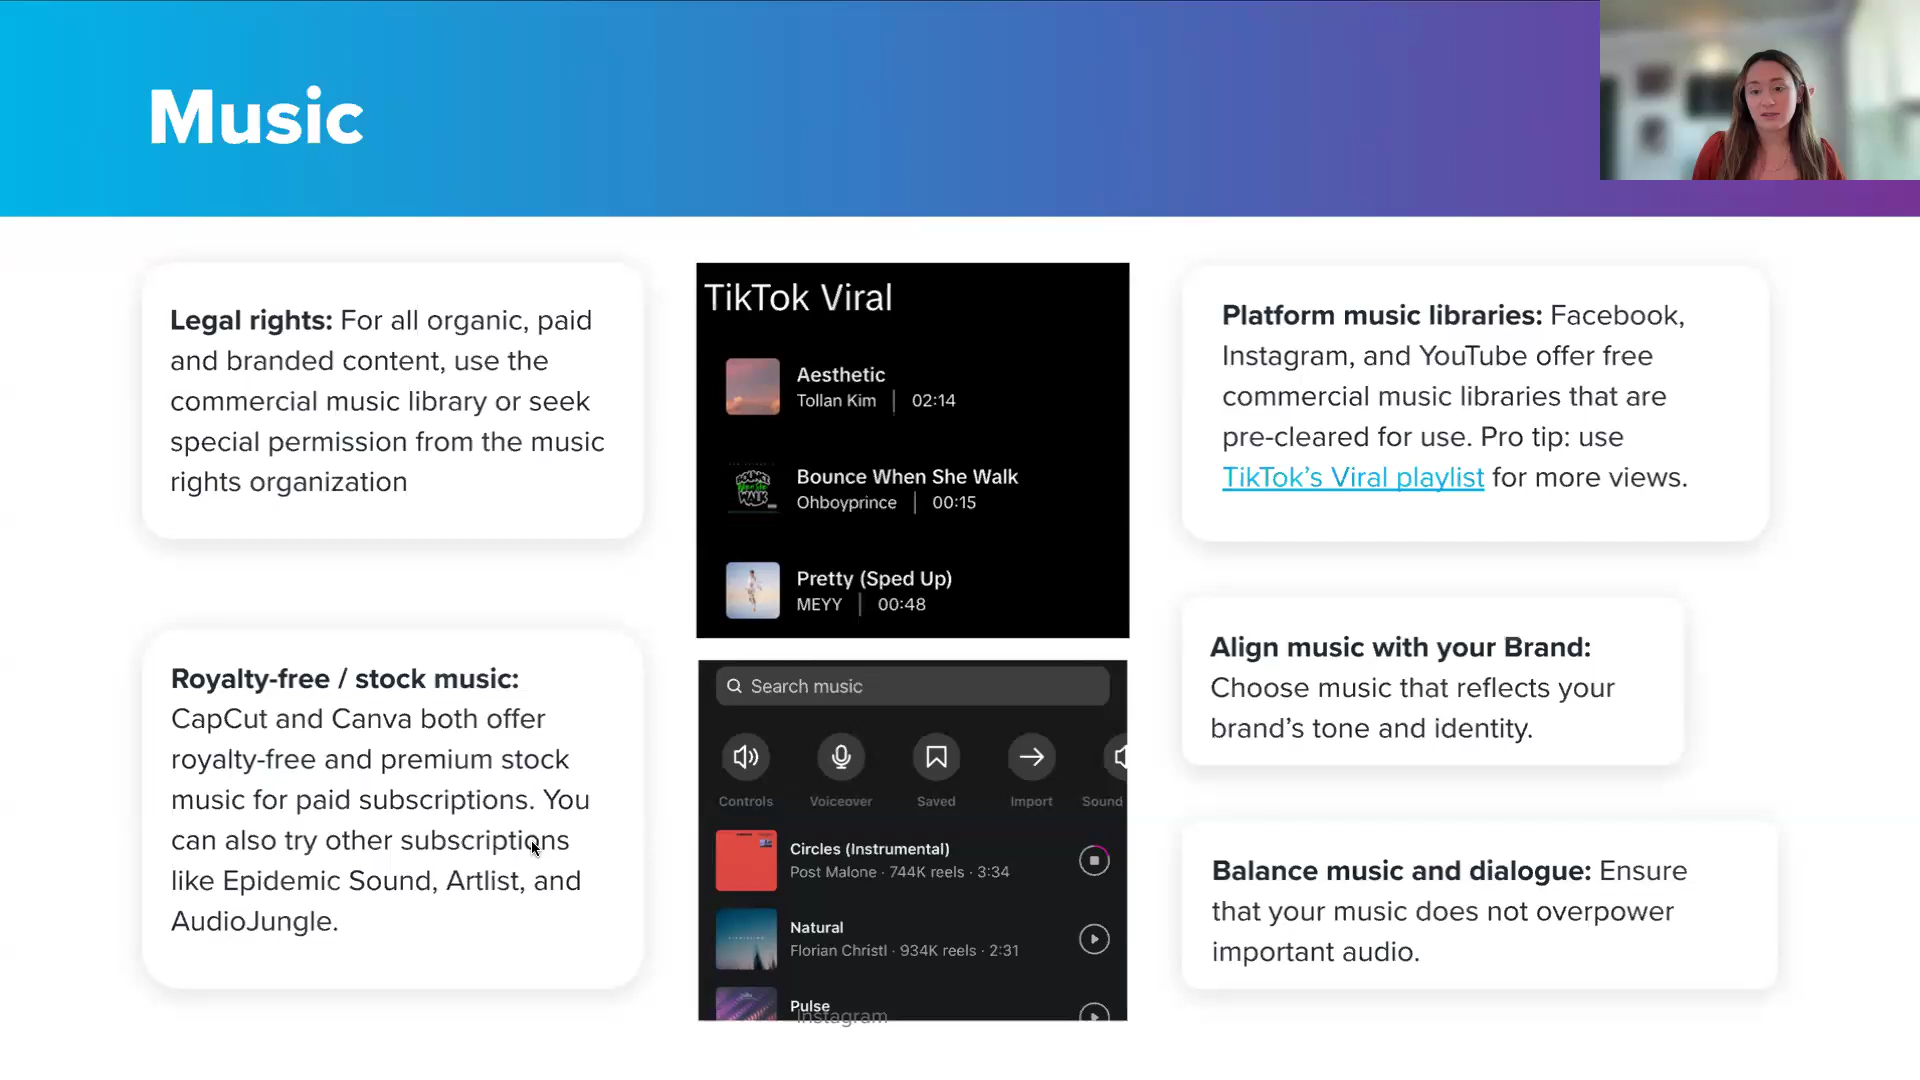 Music
Legal rights: For all organic, paid
and branded content, use the
commercial music library or seek
special permission from the music
rights organization
Royalty-free / stock music:
CapCut and Canva both offer
royalty-free and premium stock
music for paid subscriptions. You
can also try other subscriptions
like Epidemic Sound, Artlist, and
AudioJungle.
TikTok Viral
Aesthetic
Tollan Kim | 02:14
BOUNCE When She WALK
Bounce When She Walk
Ohboyprince | 00:15
Pretty (Sped Up)
MEYY | 00:48
Search music
Controls Voiceover Saved Import Sound
Circles (Instrumental)
Post Malone · 744K reels · 3:34
Natural
Florian Christl · 934K reels · 2:31
Pulse
Instagram
Platform music libraries: Facebook,
Instagram, and YouTube offer free
commercial music libraries that are
pre-cleared for use. Pro tip: use
TikTok’s Viral playlist for more views.
Align music with your Brand:
Choose music that reflects your
brand’s tone and identity.
Balance music and dialogue: Ensure
that your music does not overpower
important audio.